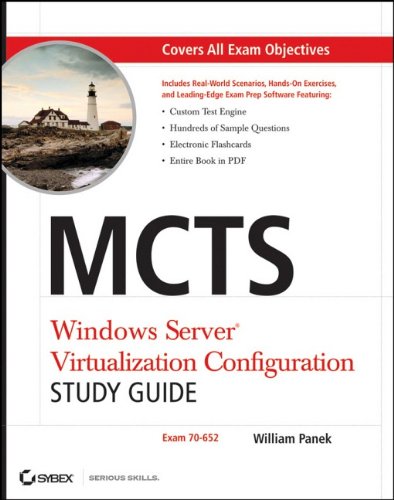 Covers All Exam Objectives
Includes Real-World Scenarios, Hands-On Exercises,
and Leading-Edge Exam Prep Software Featuring:
• Custom Test Engine
• Hundreds of Sample Questions
• Electronic Flashcards
• Entire Book in PDF
MCTS
Windows Server®
Virtualization Configuration
STUDY GUIDE
Exam 70-652 William Panek
SYBEX SERIOUS SKILLS.